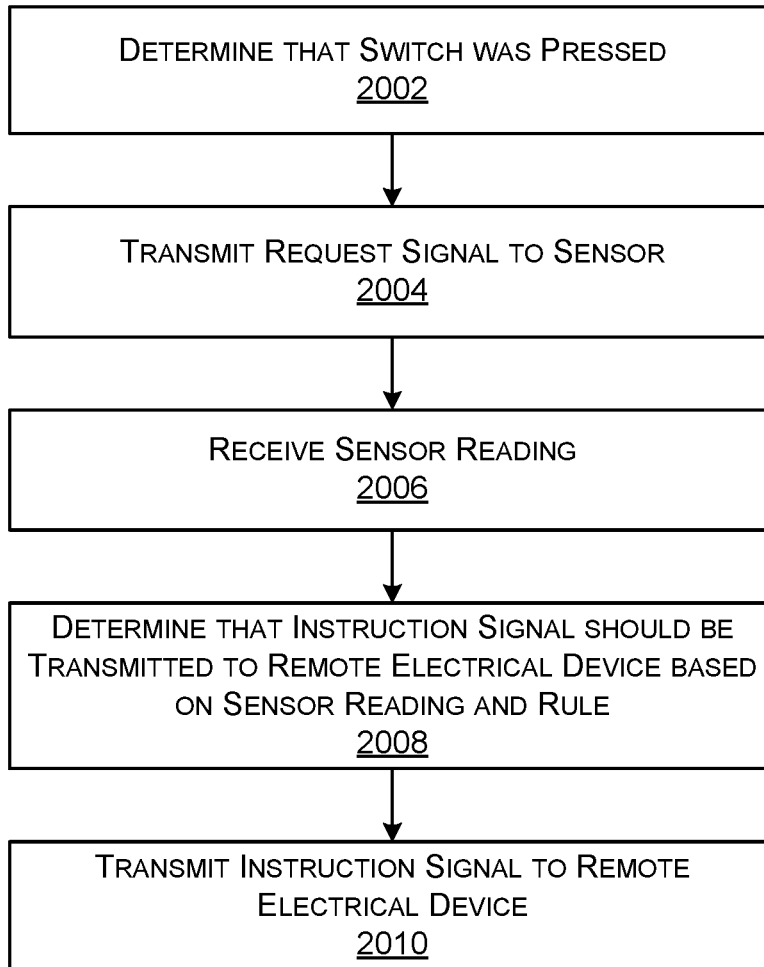 DETERMINE THAT SWITCH WAS PRESSED
2002
TRANSMIT REQUEST SIGNAL TO SENSOR
2004
RECEIVE SENSOR READING
2006
DETERMINE THAT INSTRUCTION SIGNAL SHOULD BE
TRANSMITTED TO REMOTE ELECTRICAL DEVICE BASED
ON SENSOR READING AND RULE
2008
TRANSMIT INSTRUCTION SIGNAL TO REMOTE
ELECTRICAL DEVICE
2010